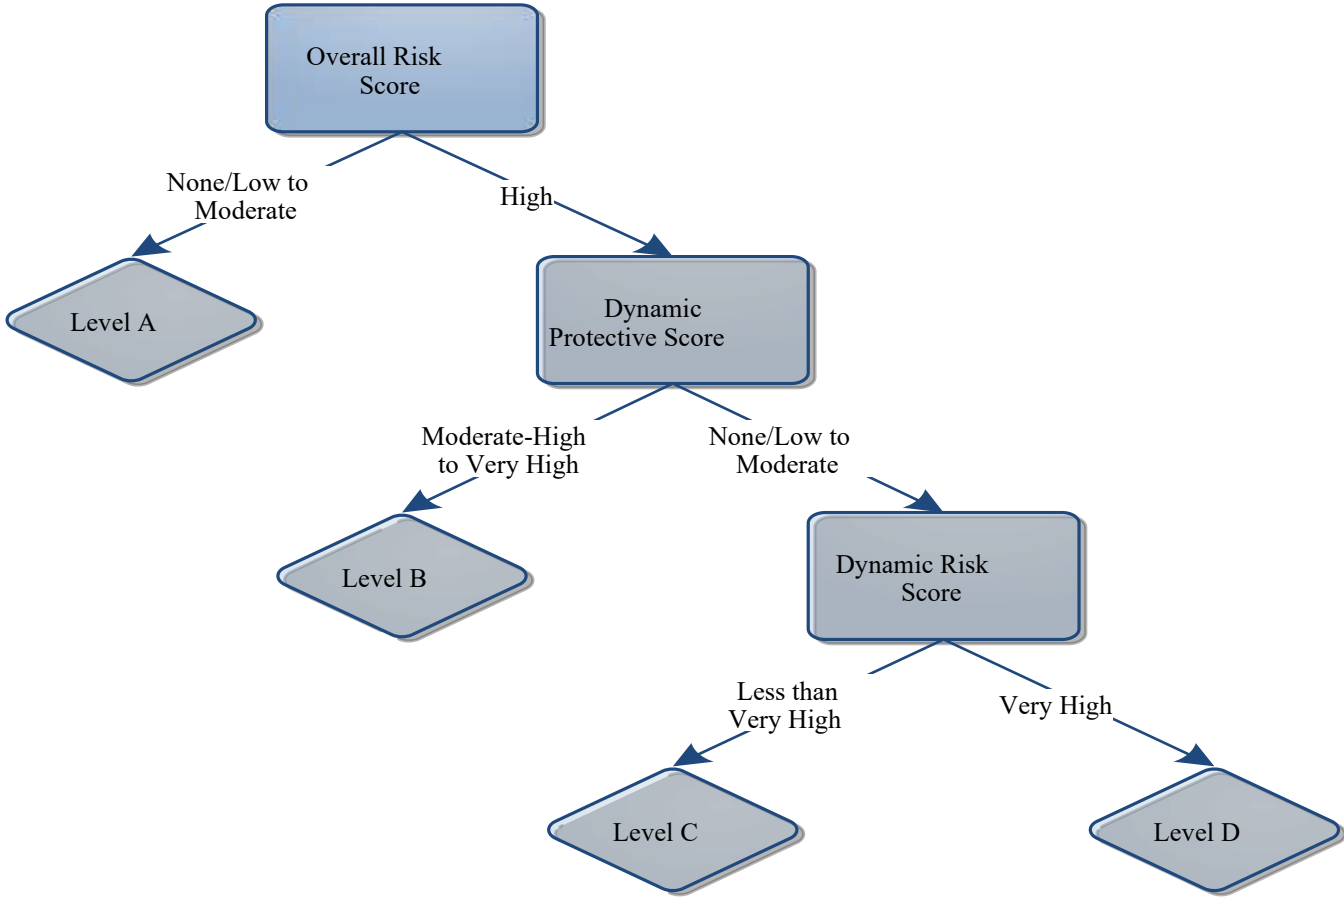 Overall Risk
Score
None/Low to
Moderate
High
Level A
Dynamic
Protective Score
Moderate-High
to Very High
None/Low to
Moderate
Level B
Dynamic Risk
Score
Less than
Very High
Very High
Level C
Level D